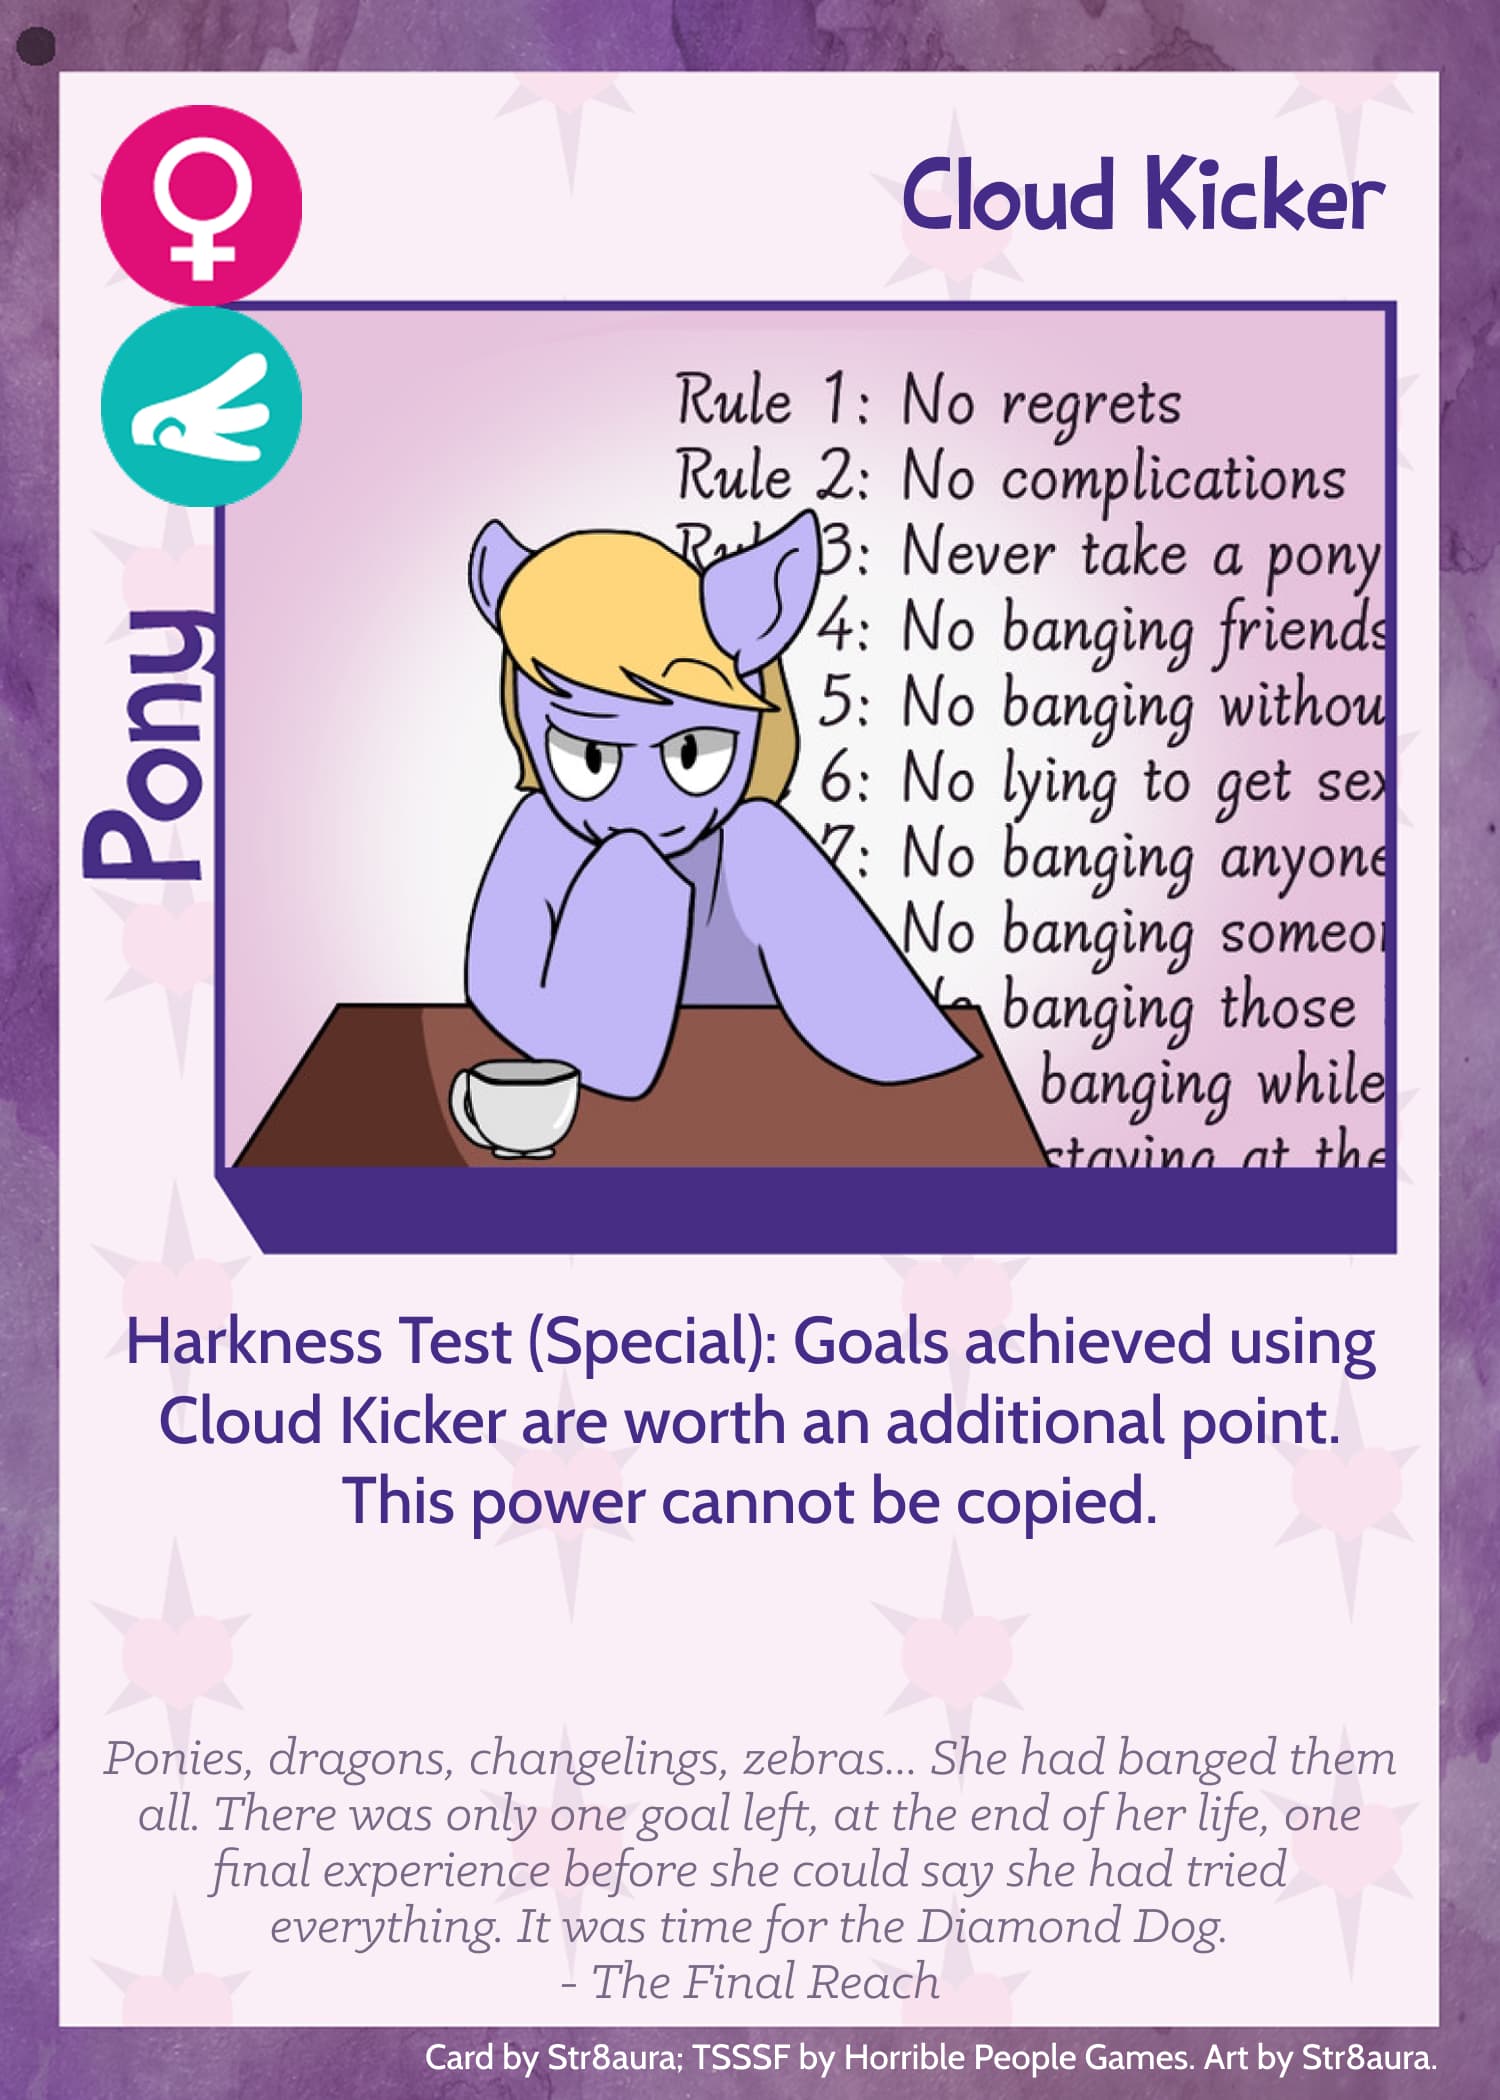 Cloud Kicker
Pony
Rule 1: No regrets
Rule 2: No complications
3: Never take a pony
4: No banging friends
5: No banging withou
6: No lying to get sex
7: No banging anyone
No banging someo
banging those
banging while
staying at the
Harkness Test (Special): Goals achieved using
Cloud Kicker are worth an additional point.
This power cannot be copied.
Ponies, dragons, changelings, zebras... She had banged them
all. There was only one goal left, at the end of her life, one
final experience before she could say she had tried
everything. It was time for the Diamond Dog.
- The Final Reach
Card by Str8aura; TSSSF by Horrible People Games. Art by Str8aura.